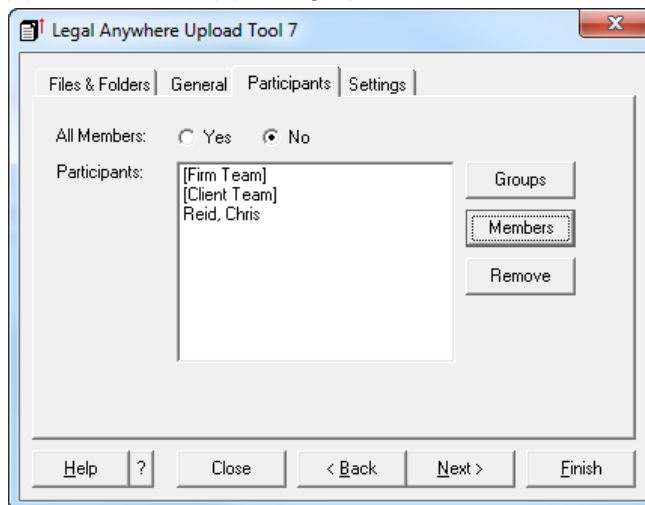 Legal Anywhere Upload Tool 7
Files & Folders General Participants Settings
All Members: Yes No
Participants: [Firm Team]
[Client Team]
Reid, Chris
Groups
Members
Remove
Help ? Close < Back Next > Finish